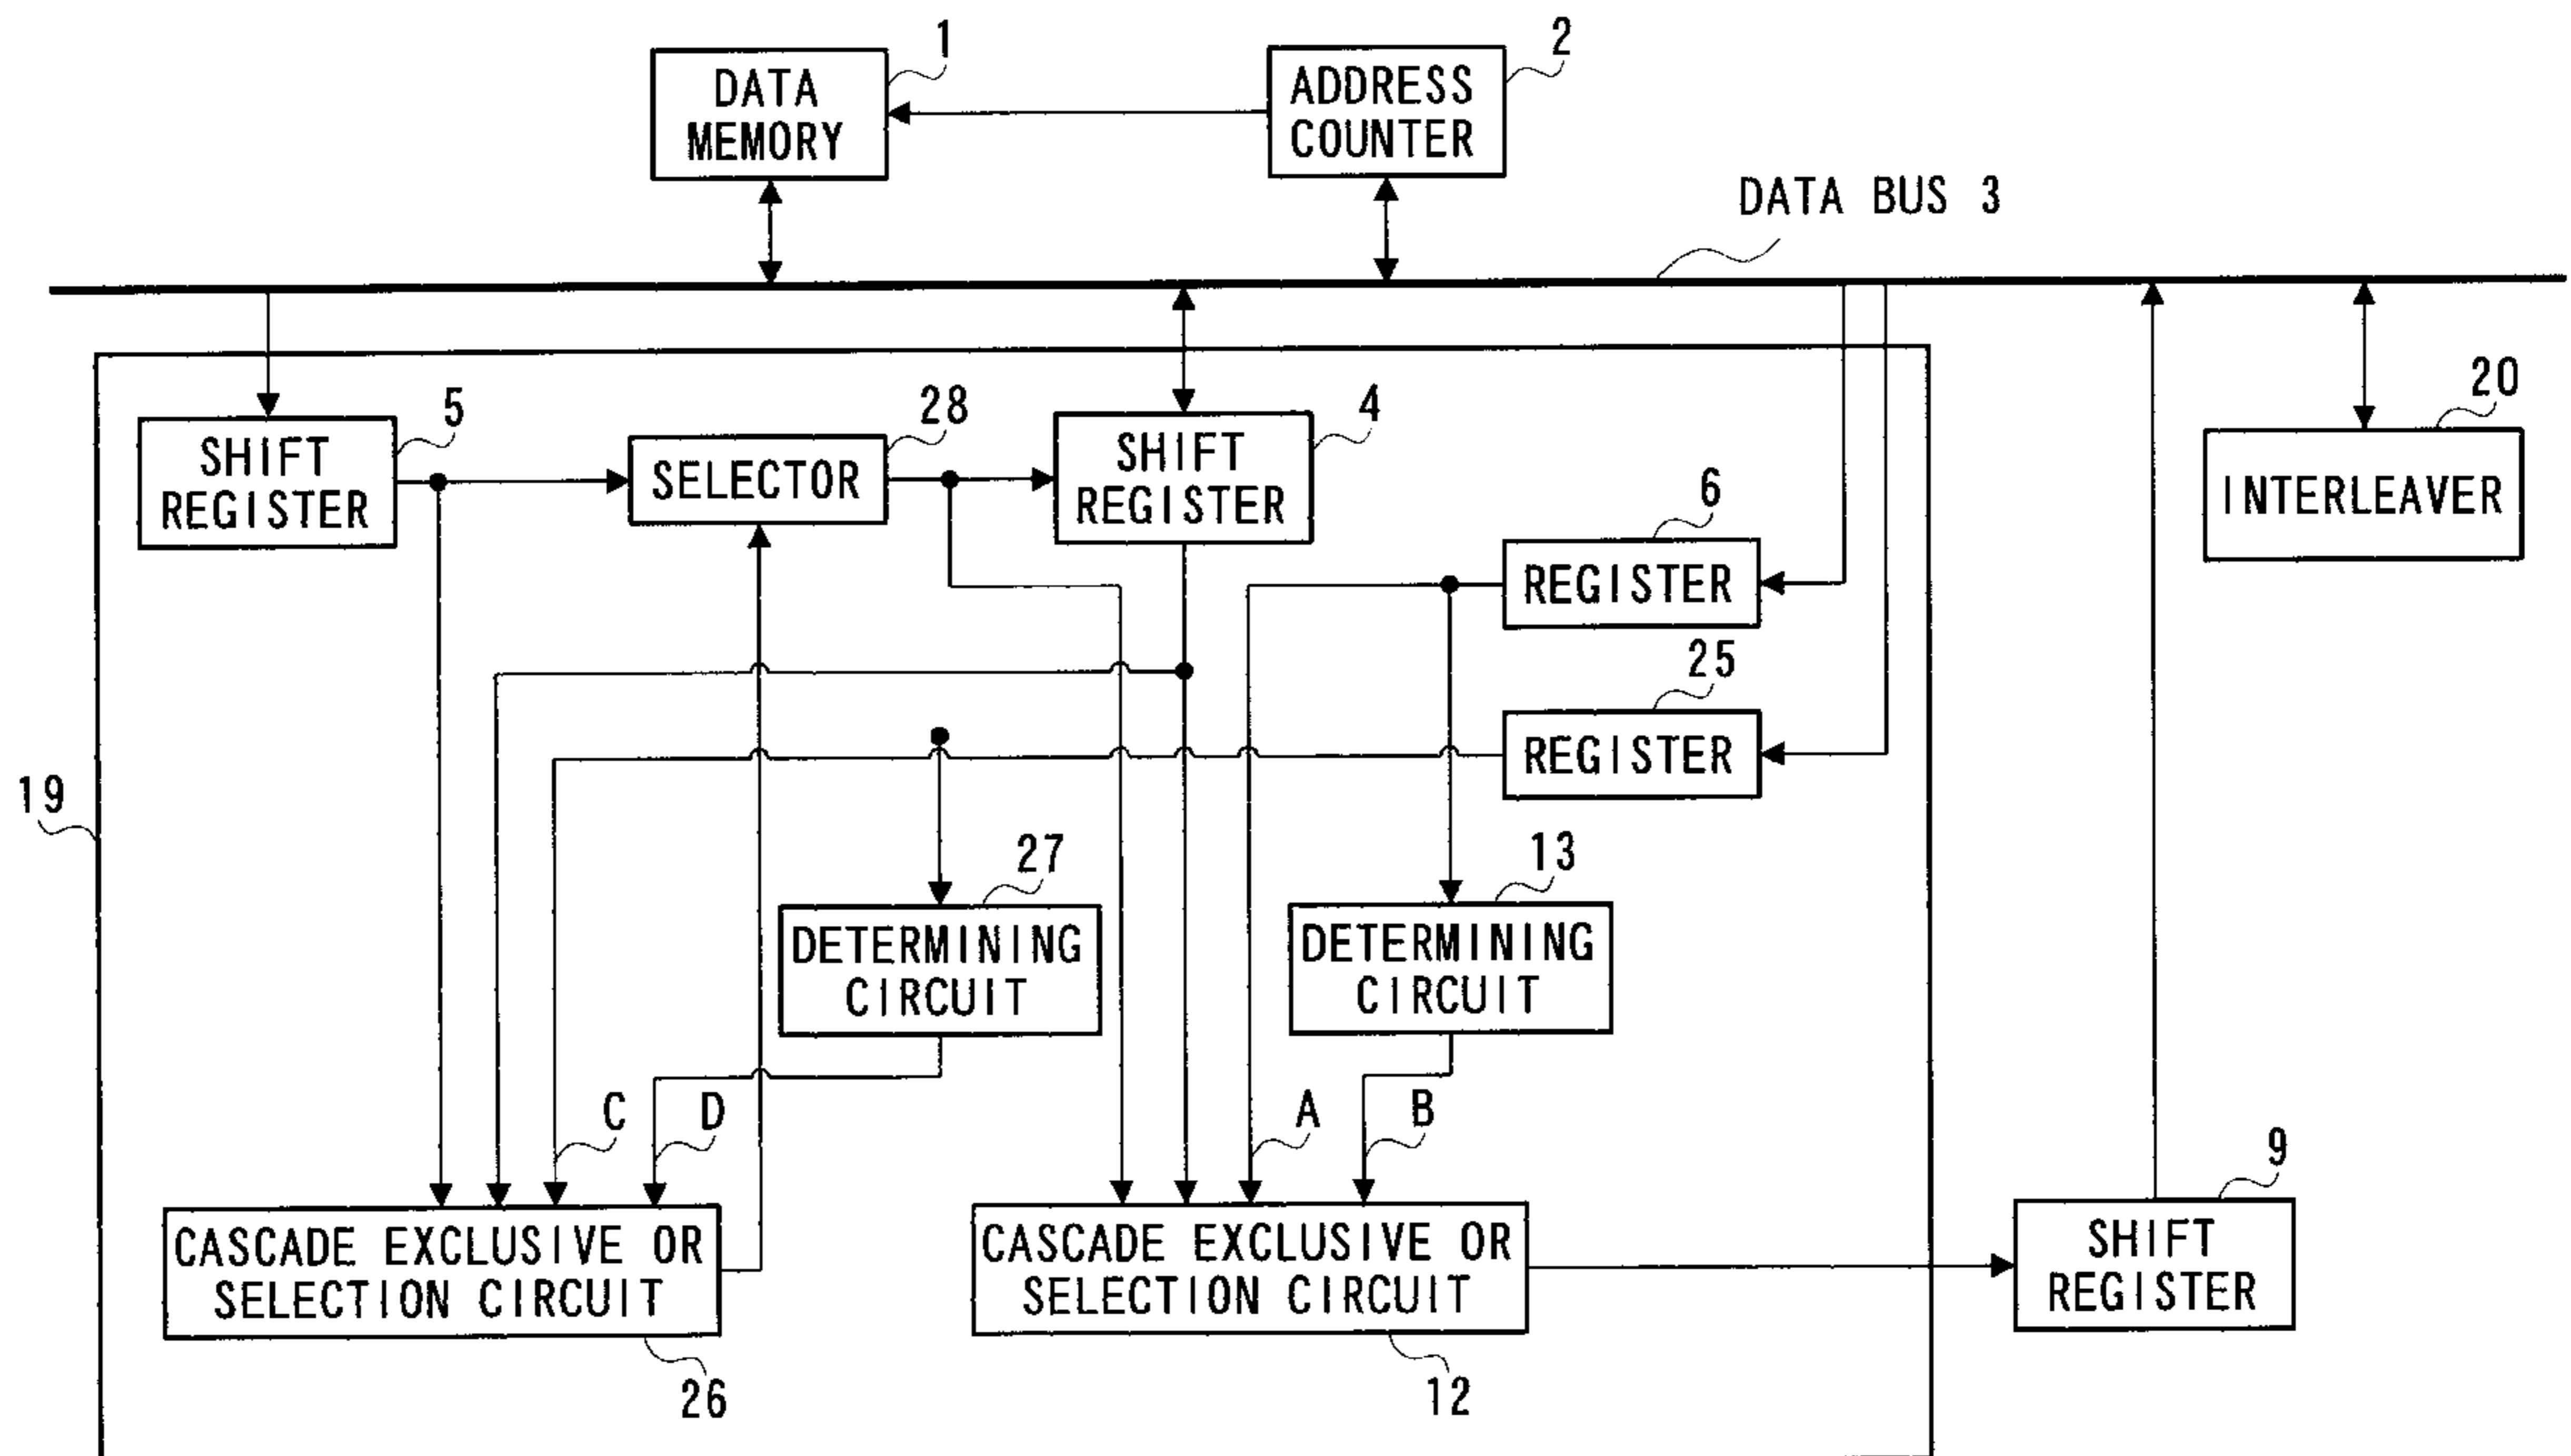 1
2
DATA
MEMORY
ADDRESS
COUNTER
DATA BUS 3
5
28
4
20
SHIFT
REGISTER
SELECTOR
SHIFT
REGISTER
INTERLEAVER
6
REGISTER
25
REGISTER
19
27
13
DETERMINING
CIRCUIT
DETERMINING
CIRCUIT
C
D
A
B
9
CASCADE EXCLUSIVE OR
SELECTION CIRCUIT
CASCADE EXCLUSIVE OR
SELECTION CIRCUIT
SHIFT
REGISTER
26
12